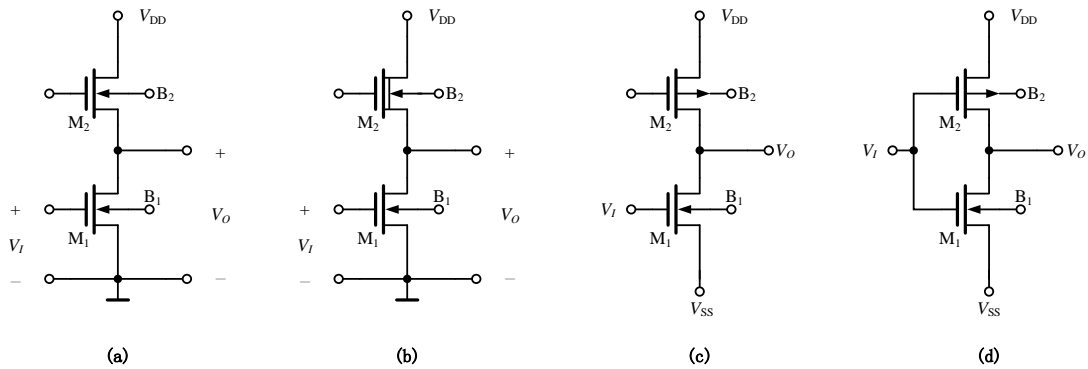 V_DD
B_2
M_2
+
+
B_1
V_I
V_O
M_1
−
−
(a)
V_DD
B_2
M_2
+
+
B_1
V_I
V_O
M_1
−
−
(b)
V_DD
B_2
M_2
V_O
B_1
V_I
M_1
V_SS
(c)
V_DD
B_2
M_2
V_I
V_O
B_1
M_1
V_SS
(d)